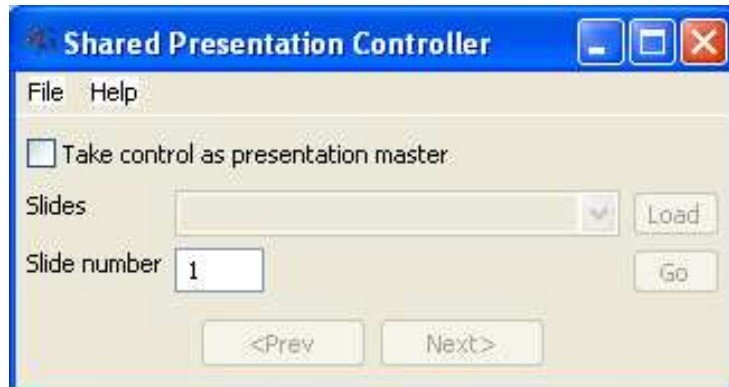 Shared Presentation Controller
File Help
Take control as presentation master
Slides Load
Slide number 1 Go
<Prev Next>